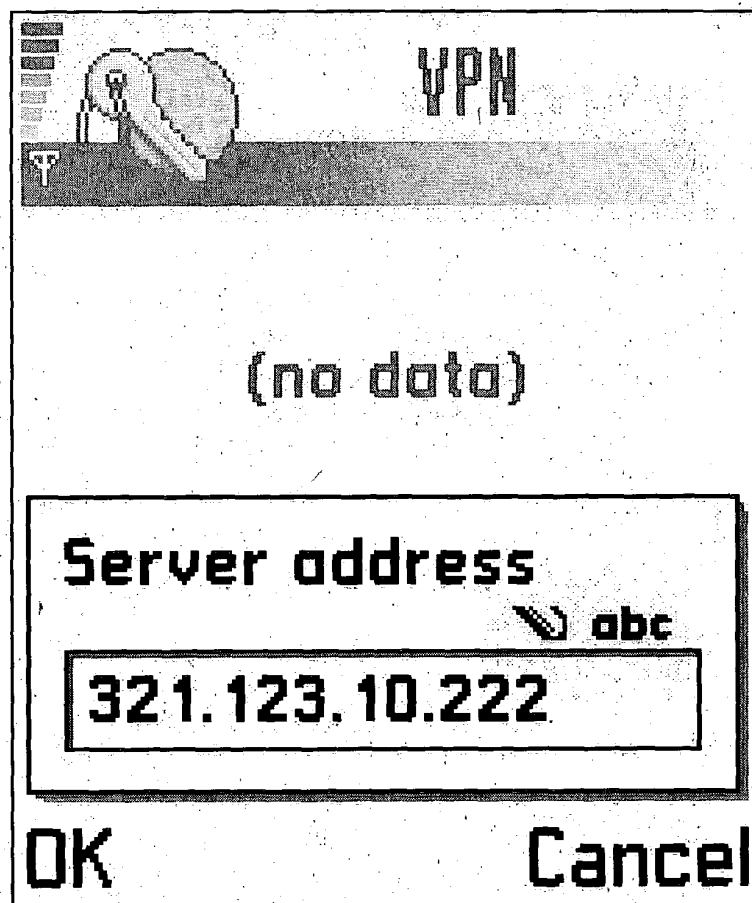 VPN
(no data)
Server address
abc
321.123.10.222
OK Cancel